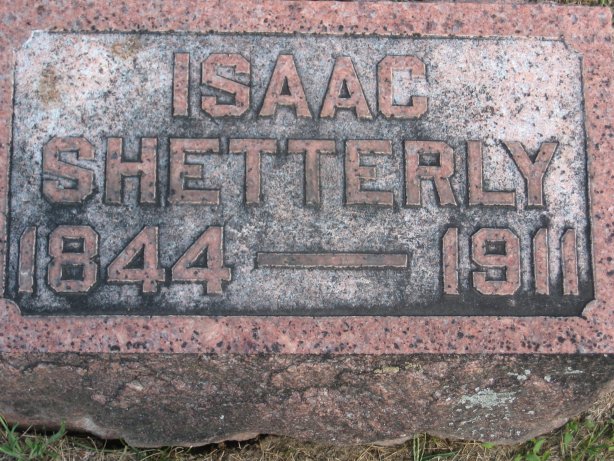 ISAAC
SHETTERLY
1844 — 1911